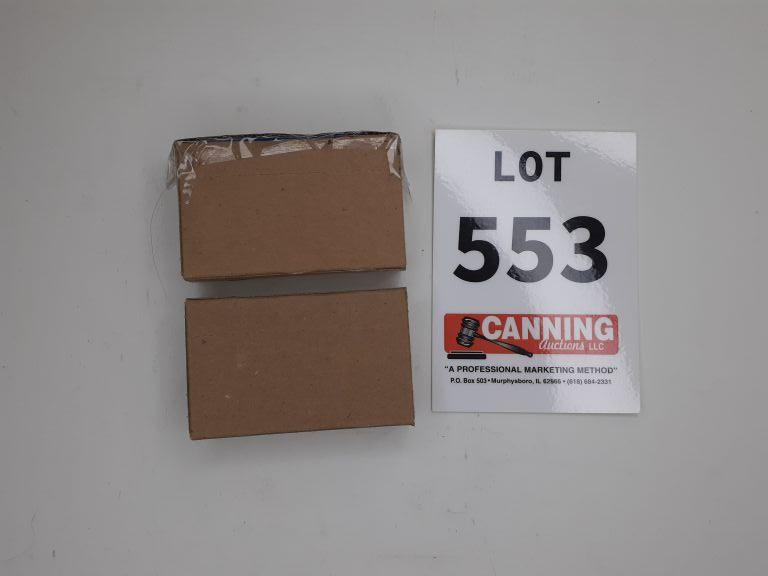 LOT
553
CANNING
Auctions LLC
"A PROFESSIONAL MARKETING METHOD"
P.O. Box 503 • Murphysboro, IL 62966 • (618) 684-2331